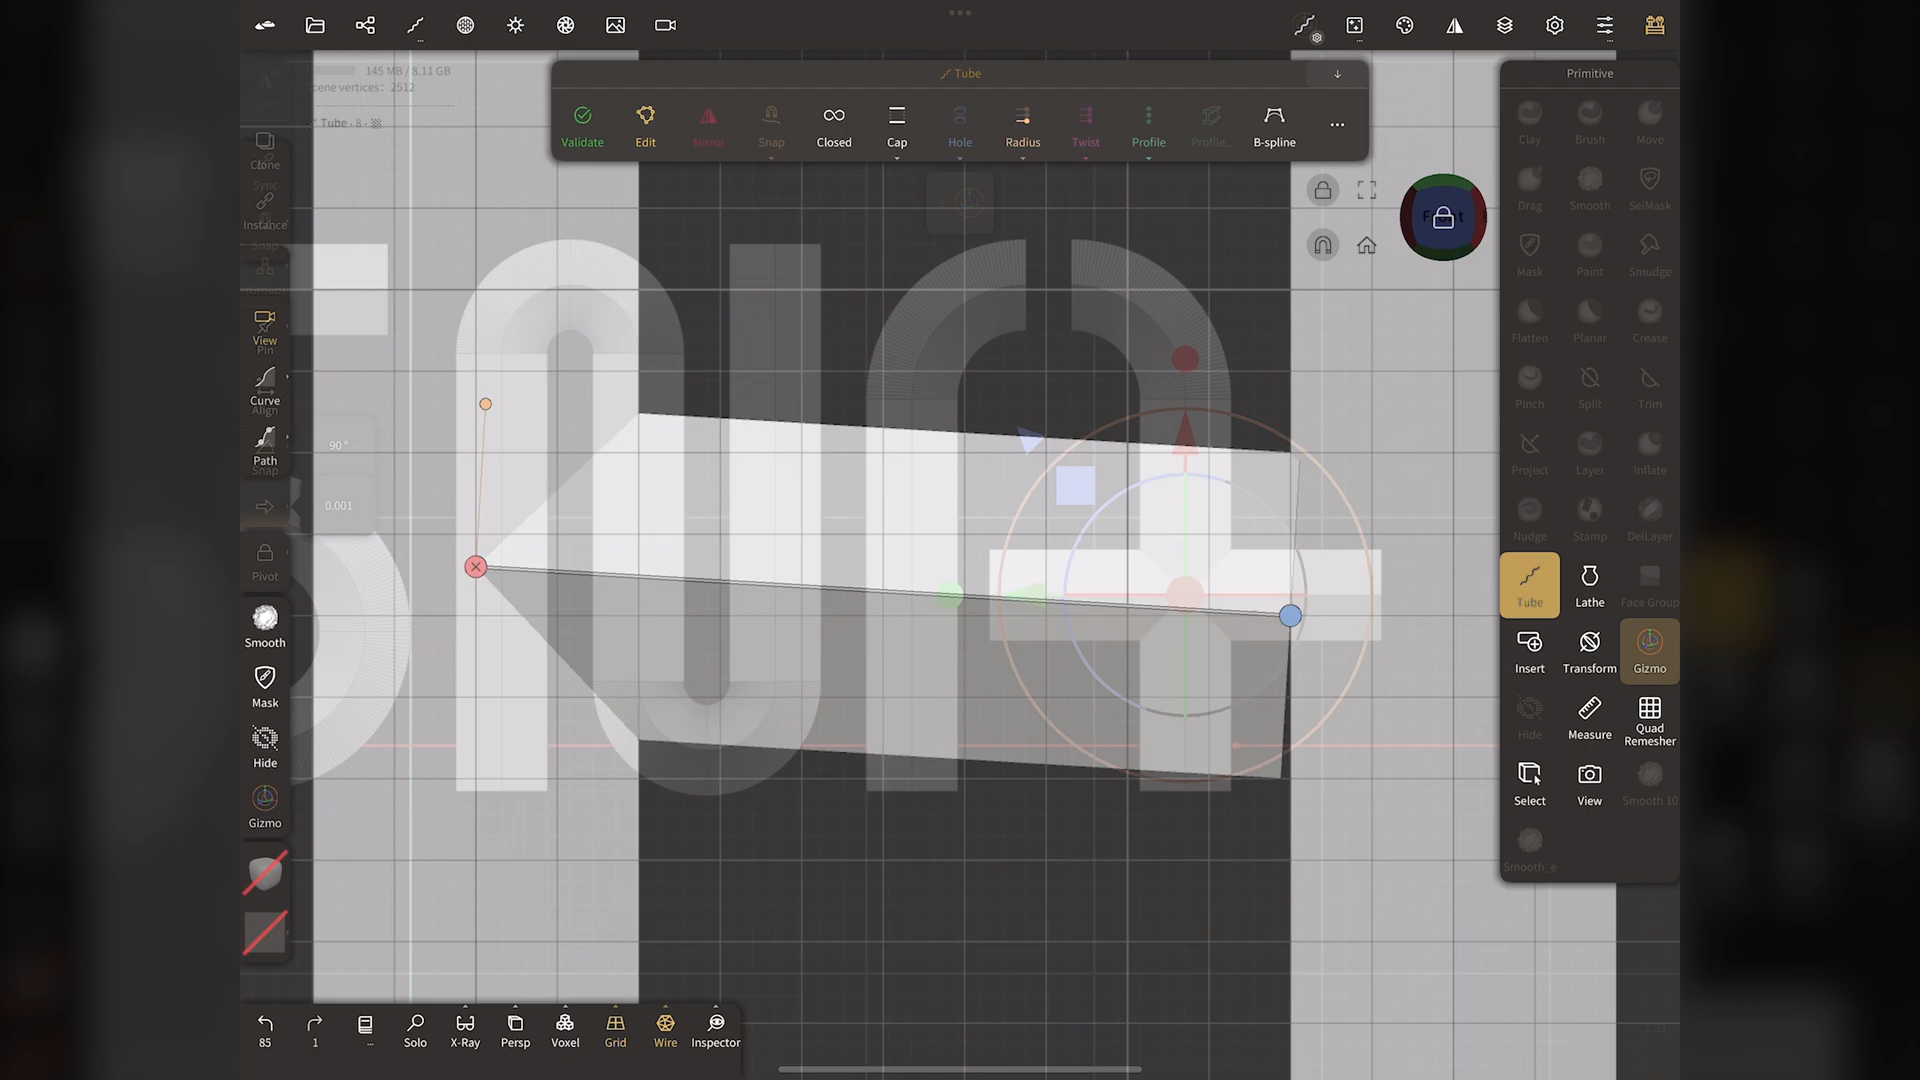 145 MB / 8.11 GB
Scene vertices: 2512
Tube - 8 -
Tube
Validate
Edit
Mirror
Snap
Closed
Cap
Hole
Radius
Twist
Profile
Profile..
B-spline
...
Primitive
Clay
Brush
Move
Drag
Smooth
SelMask
Mask
Paint
Smudge
Flatten
Planar
Crease
Pinch
Split
Trim
Project
Layer
Inflate
Nudge
Stamp
DelLayer
Tube
Lathe
Face Group
Insert
Transform
Gizmo
Hide
Measure
Quad
Remesher
Select
View
Smooth 10
Smooth_e
Clone
Sync
Instance
Snap
(Group)
View
Pin
Curve
Align
Path
Snap
90°
0.001
Pivot
Smooth
Mask
Hide
Gizmo
85
1
...
Solo
X-Ray
Persp
Voxel
Grid
Wire
Inspector